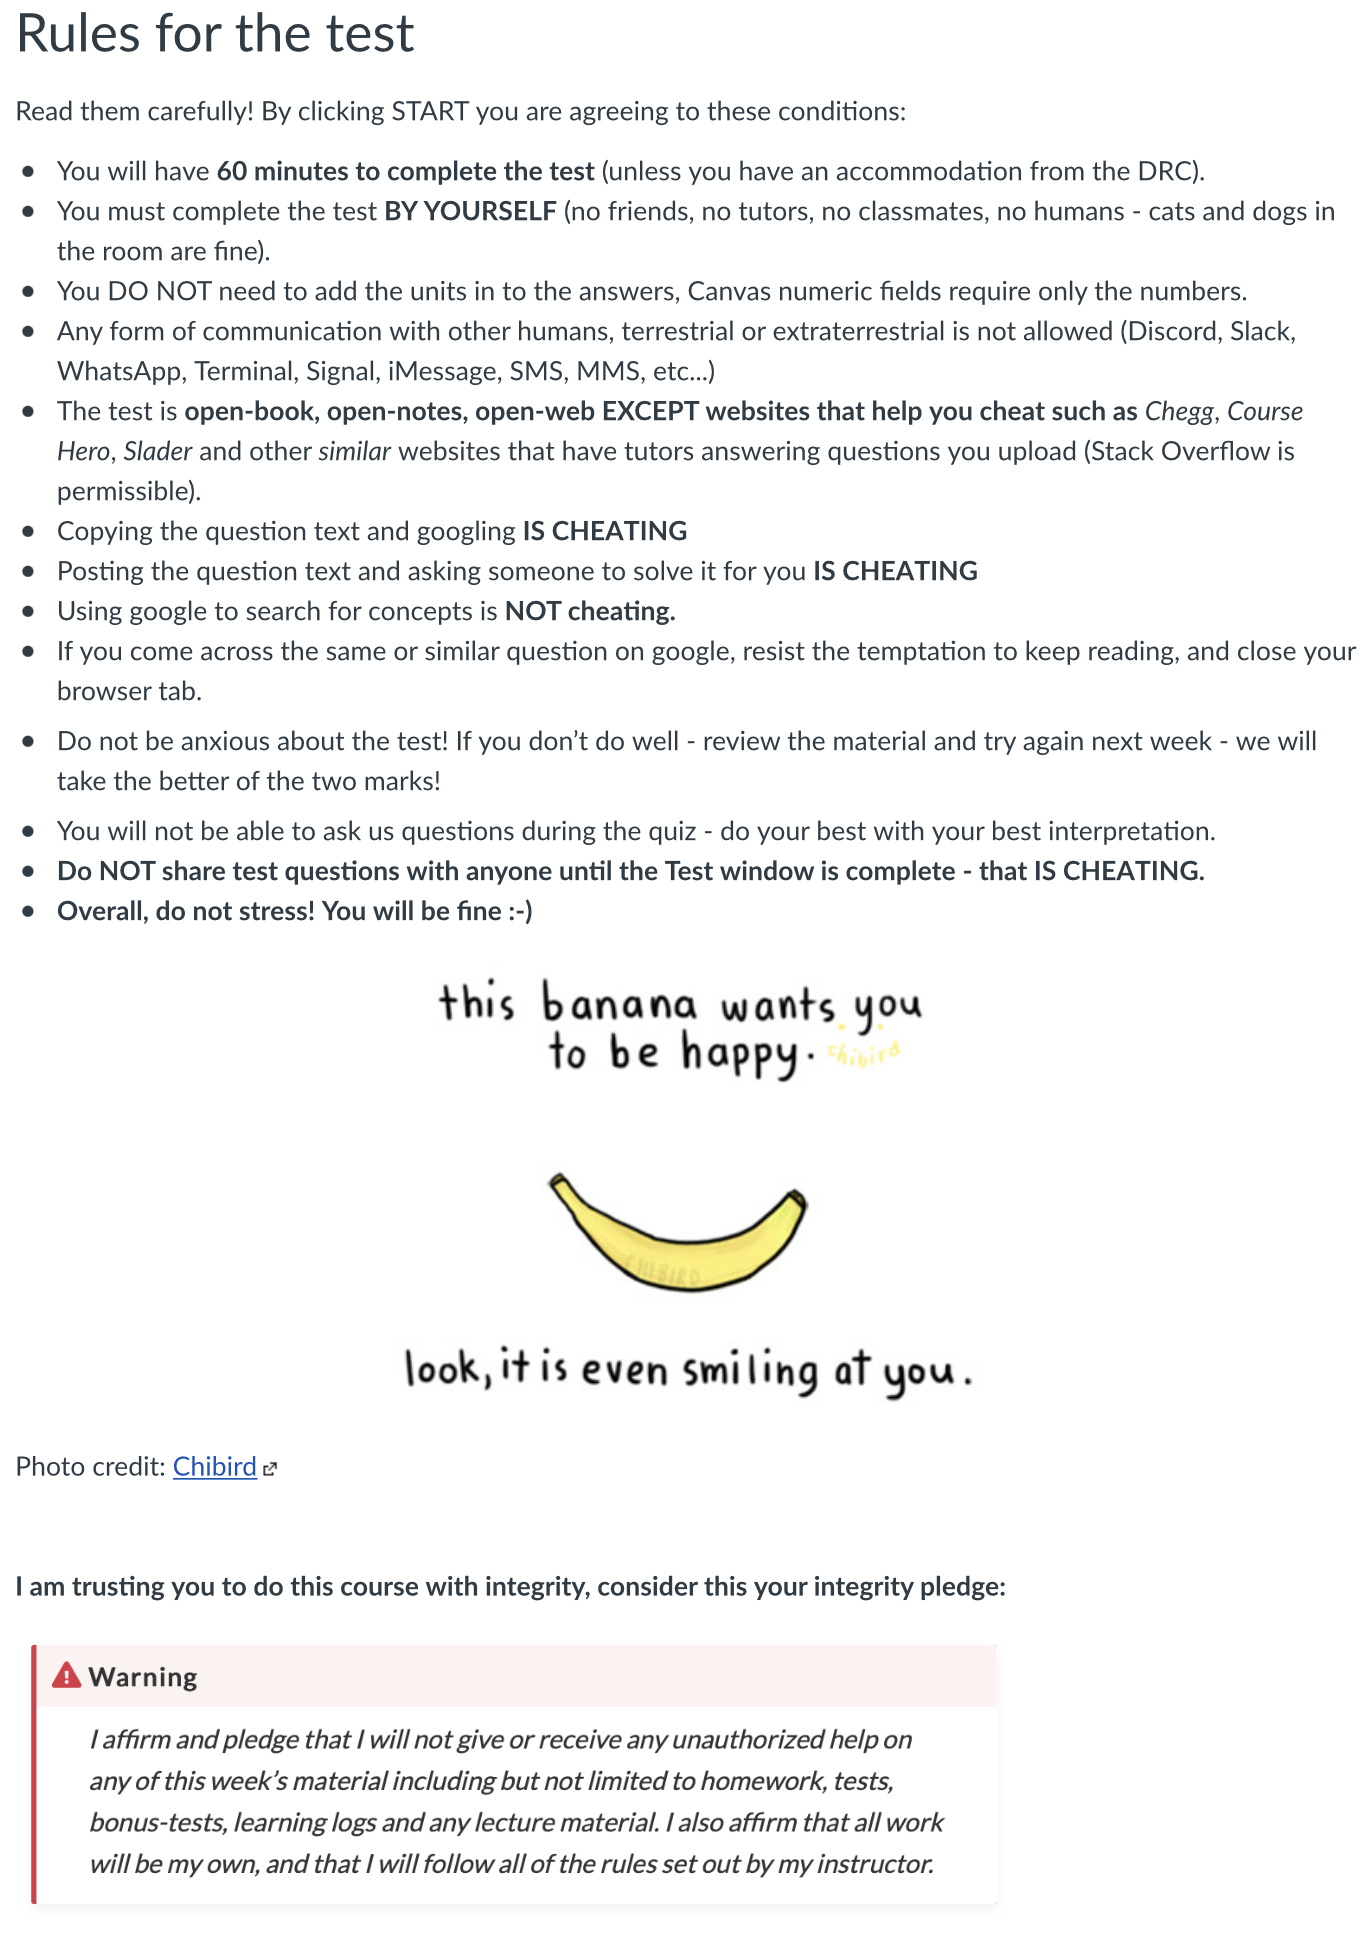 Rules for the test
Read them carefully! By clicking START you are agreeing to these conditions:
You will have 60 minutes to complete the test (unless you have an accommodation from the DRC).
You must complete the test BY YOURSELF (no friends, no tutors, no classmates, no humans - cats and dogs in
the room are fine).
You DO NOT need to add the units in to the answers, Canvas numeric fields require only the numbers.
Any form of communication with other humans, terrestrial or extraterrestrial is not allowed (Discord, Slack,
WhatsApp, Terminal, Signal, iMessage, SMS, MMS, etc...)
The test is open-book, open-notes, open-web EXCEPT websites that help you cheat such as Chegg, Course
Hero, Slader and other similar websites that have tutors answering questions you upload (Stack Overflow is
permissible).
Copying the question text and googling IS CHEATING
Posting the question text and asking someone to solve it for you IS CHEATING
Using google to search for concepts is NOT cheating.
If you come across the same or similar question on google, resist the temptation to keep reading, and close your
browser tab.
Do not be anxious about the test! If you don’t do well - review the material and try again next week - we will
take the better of the two marks!
You will not be able to ask us questions during the quiz - do your best with your best interpretation.
Do NOT share test questions with anyone until the Test window is complete - that IS CHEATING.
Overall, do not stress! You will be fine :-)
this banana wants you
to be happy. chibird
CHIBIRD
look, it is even smiling at you.
Photo credit: Chibird
I am trusting you to do this course with integrity, consider this your integrity pledge:
Warning
I affirm and pledge that I will not give or receive any unauthorized help on
any of this week’s material including but not limited to homework, tests,
bonus-tests, learning logs and any lecture material. I also affirm that all work
will be my own, and that I will follow all of the rules set out by my instructor.